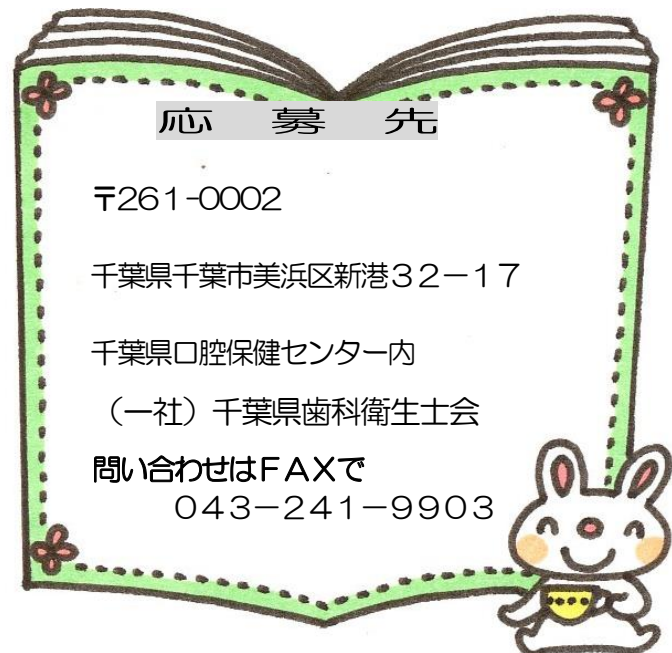 応　募　先
〒261-0002
千葉県千葉市美浜区新港３２－１７
千葉県口腔保健センター内
（一社）千葉県歯科衛生士会
問い合わせはＦＡＸで
０４３－２４１－９９０３